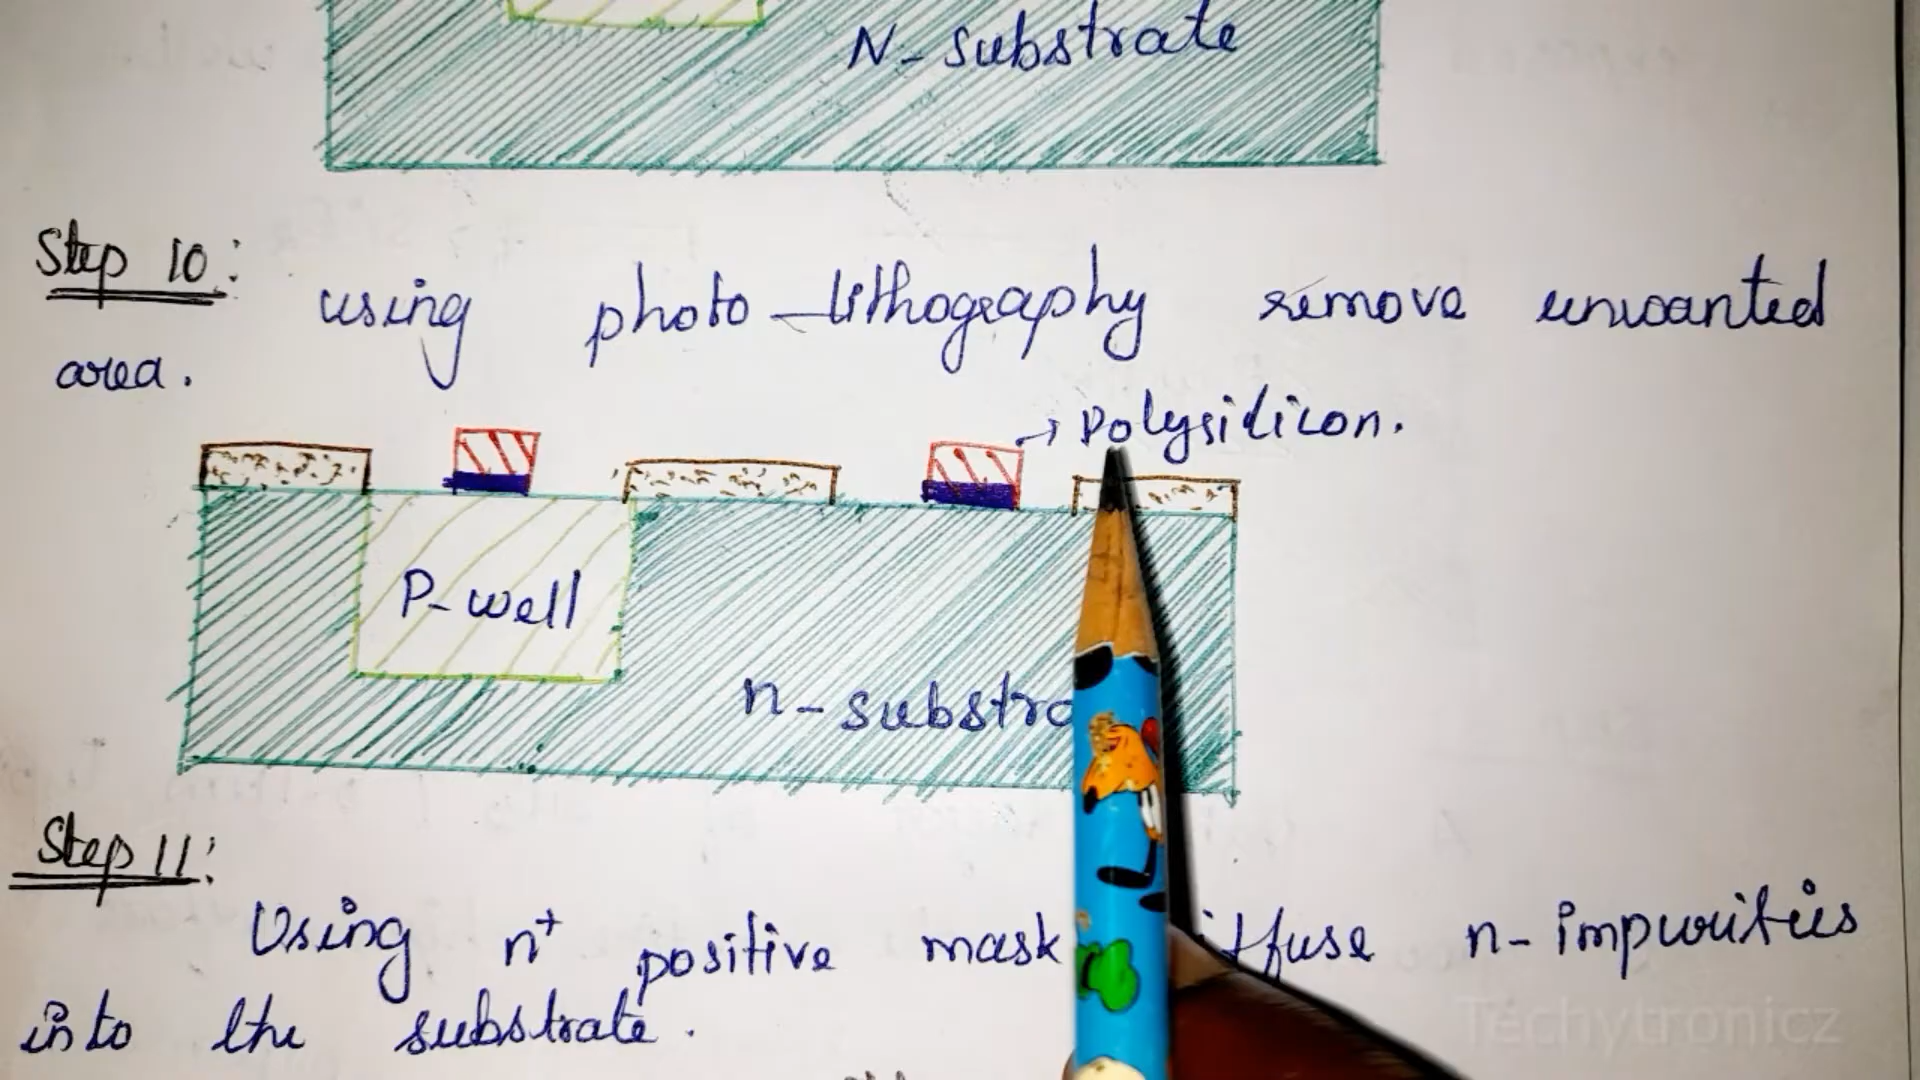 N-substrate
Step 10: using photo-lithography remove unwanted
area.
→ Polysilicon.
P-well
n-substra
Step 11:
Using n+ positive mask iffuse n-impurities
into the substrate.
Techytronicz